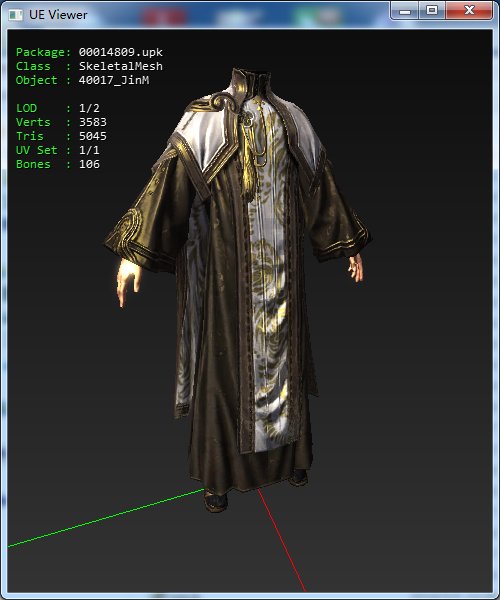 UE Viewer
Package: 00014809.upk
Class : SkeletalMesh
Object : 40017_JinM
LOD : 1/2
Verts : 3583
Tris : 5045
UV Set : 1/1
Bones : 106